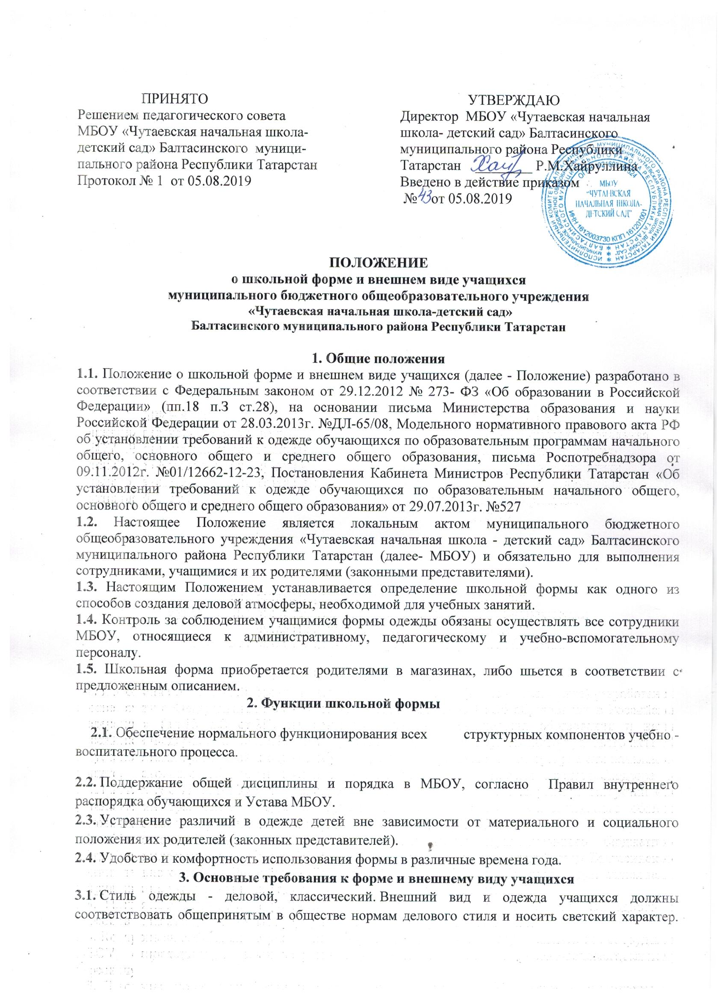 ПРИНЯТО
Решением педагогического совета
МБОУ «Чутаевская начальная школа-
детский сад» Балтасинского муници-
пального района Республики Татарстан
Протокол № 1 от 05.08.2019
УТВЕРЖДАЮ
Директор МБОУ «Чутаевская начальная
школа- детский сад» Балтасинского
муниципального района Республики
Татарстан ________ Р.М.Хайруллина
Введено в действие приказом
№43 от 05.08.2019
МБОУ
"ЧУТАЕВСКАЯ
НАЧАЛЬНАЯ ШКОЛА-
ДЕТСКИЙ САД"
ИНН 1612003730 КПП 161201001
ПОЛОЖЕНИЕ
о школьной форме и внешнем виде учащихся
муниципального бюджетного общеобразовательного учреждения
«Чутаевская начальная школа-детский сад»
Балтасинского муниципального района Республики Татарстан
1. Общие положения
1.1. Положение о школьной форме и внешнем виде учащихся (далее - Положение) разработано в
соответствии с Федеральным законом от 29.12.2012 № 273- ФЗ «Об образовании в Российской
Федерации» (пп.18 п.З ст.28), на основании письма Министерства образования и науки
Российской Федерации от 28.03.2013г. №ДЛ-65/08, Модельного нормативного правового акта РФ
об установлении требований к одежде обучающихся по образовательным программам начального
общего, основного общего и среднего общего образования, письма Роспотребнадзора от
09.11.2012г. №01/12662-12-23, Постановления Кабинета Министров Республики Татарстан «Об
установлении требований к одежде обучающихся по образовательным начального общего,
основного общего и среднего общего образования» от 29.07.2013г. №527
1.2. Настоящее Положение является локальным актом муниципального бюджетного
общеобразовательного учреждения «Чутаевская начальная школа - детский сад» Балтасинского
муниципального района Республики Татарстан (далее- МБОУ) и обязательно для выполнения
сотрудниками, учащимися и их родителями (законными представителями).
1.3. Настоящим Положением устанавливается определение школьной формы как одного из
способов создания деловой атмосферы, необходимой для учебных занятий.
1.4. Контроль за соблюдением учащимися формы одежды обязаны осуществлять все сотрудники
МБОУ, относящиеся к административному, педагогическому и учебно-вспомогательному
персоналу.
1.5. Школьная форма приобретается родителями в магазинах, либо шьется в соответствии с
предложенным описанием.
2. Функции школьной формы
2.1. Обеспечение нормального функционирования всех структурных компонентов учебно -
воспитательного процесса.
2.2. Поддержание общей дисциплины и порядка в МБОУ, согласно Правил внутреннего
распорядка обучающихся и Устава МБОУ.
2.3. Устранение различий в одежде детей вне зависимости от материального и социального
положения их родителей (законных представителей).
2.4. Удобство и комфортность использования формы в различные времена года.
3. Основные требования к форме и внешнему виду учащихся
3.1. Стиль одежды - деловой, классический. Внешний вид и одежда учащихся должны
соответствовать общепринятым в обществе нормам делового стиля и носить светский характер.